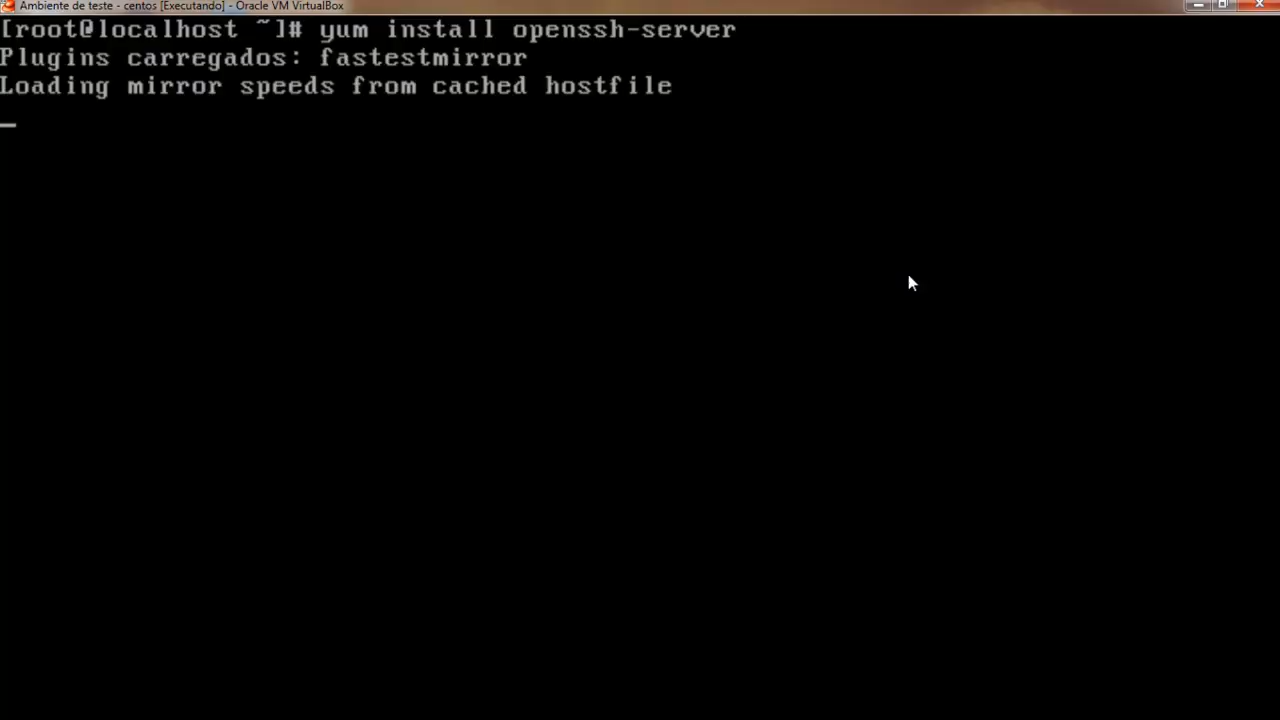 Ambiente de teste - centos [Executando] - Oracle VM VirtualBox
[root@localhost ~]# yum install openssh-server
Plugins carregados: fastestmirror
Loading mirror speeds from cached hostfile